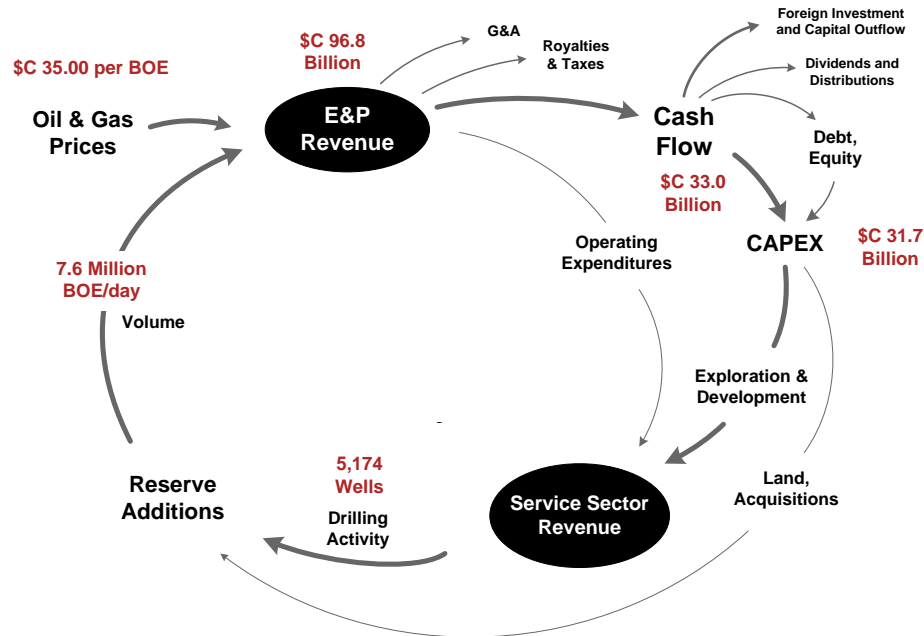 Foreign Investment
and Capital Outflow
G&A
$C 96.8
Billion
Royalties
& Taxes
$C 35.00 per BOE
Dividends and
Distributions
E&P
Revenue
Oil & Gas
Prices
Cash
Flow
Debt,
Equity
$C 33.0
Billion
CAPEX
$C 31.7
Billion
Operating
Expenditures
7.6 Million
BOE/day
Volume
Exploration &
Development
5,174
Wells
Reserve
Additions
Drilling
Activity
Service Sector
Revenue
Land,
Acquisitions